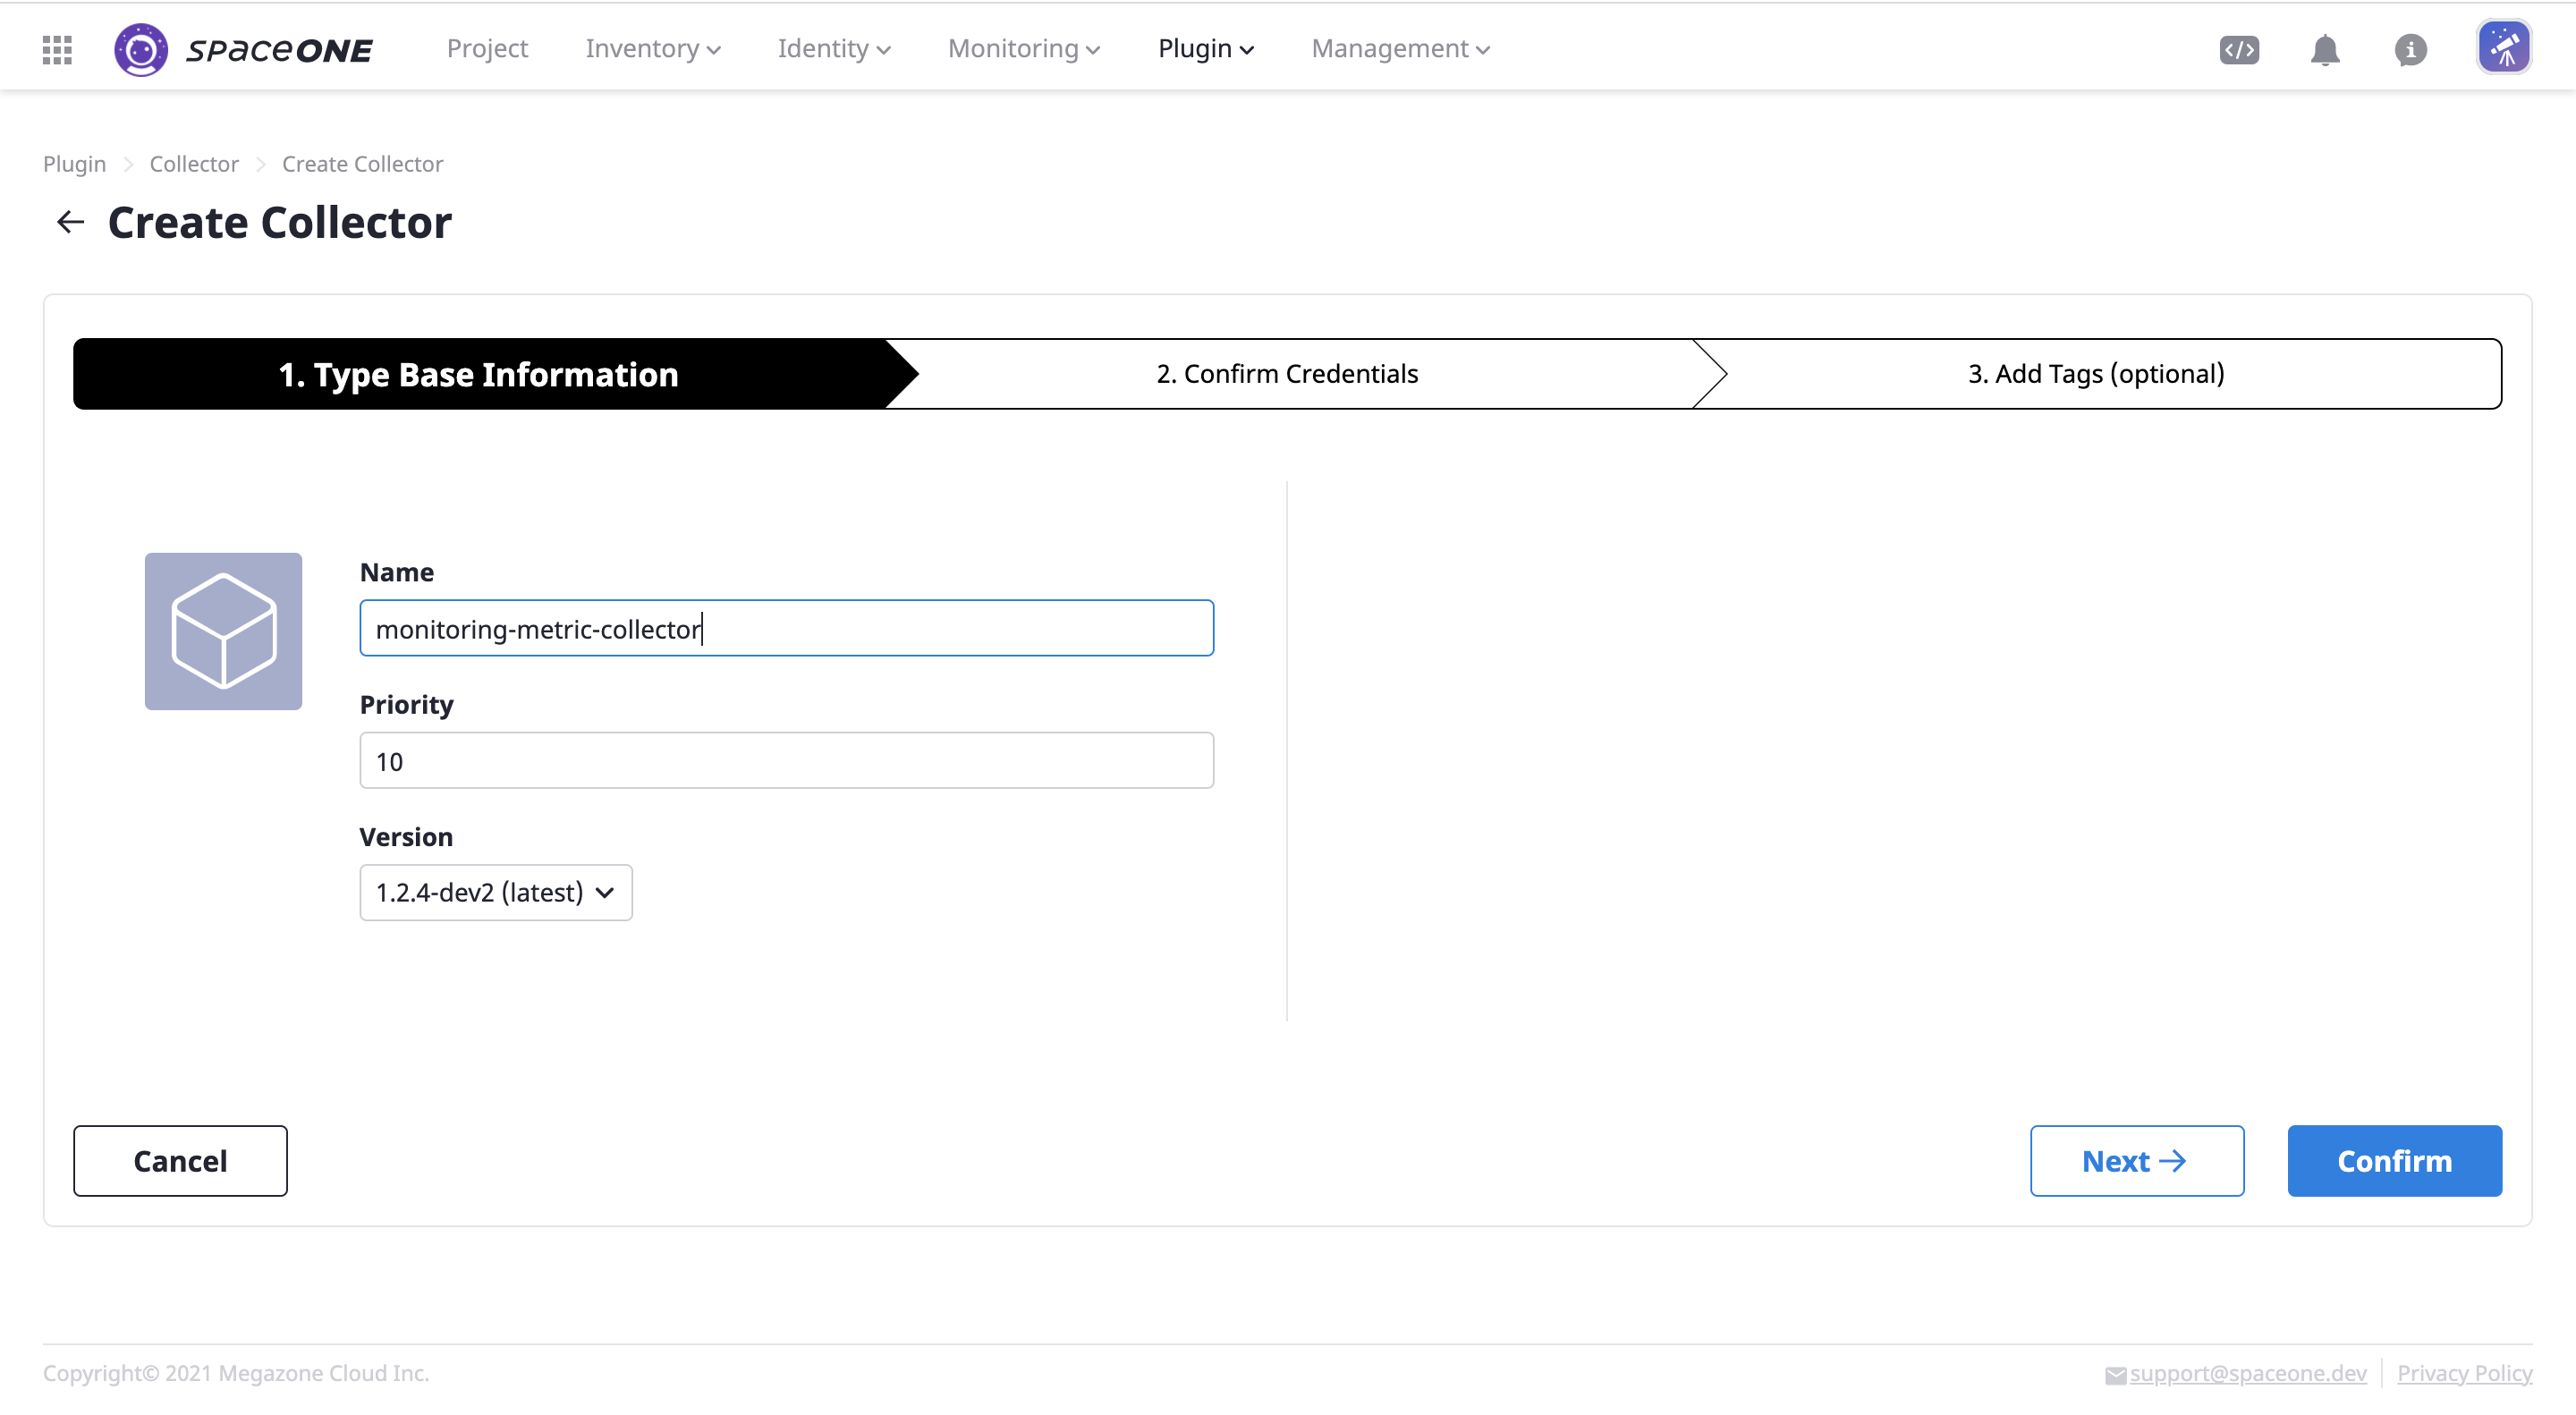 spaceONE Project Inventory Identity Monitoring Plugin Management
Plugin Collector Create Collector
Create Collector
1. Type Base Information 2. Confirm Credentials 3. Add Tags (optional)
Name
monitoring-metric-collector
Priority
10
Version
1.2.4-dev2 (latest)
Cancel Next Confirm
Copyright© 2021 Megazone Cloud Inc. support@spaceone.dev Privacy Policy